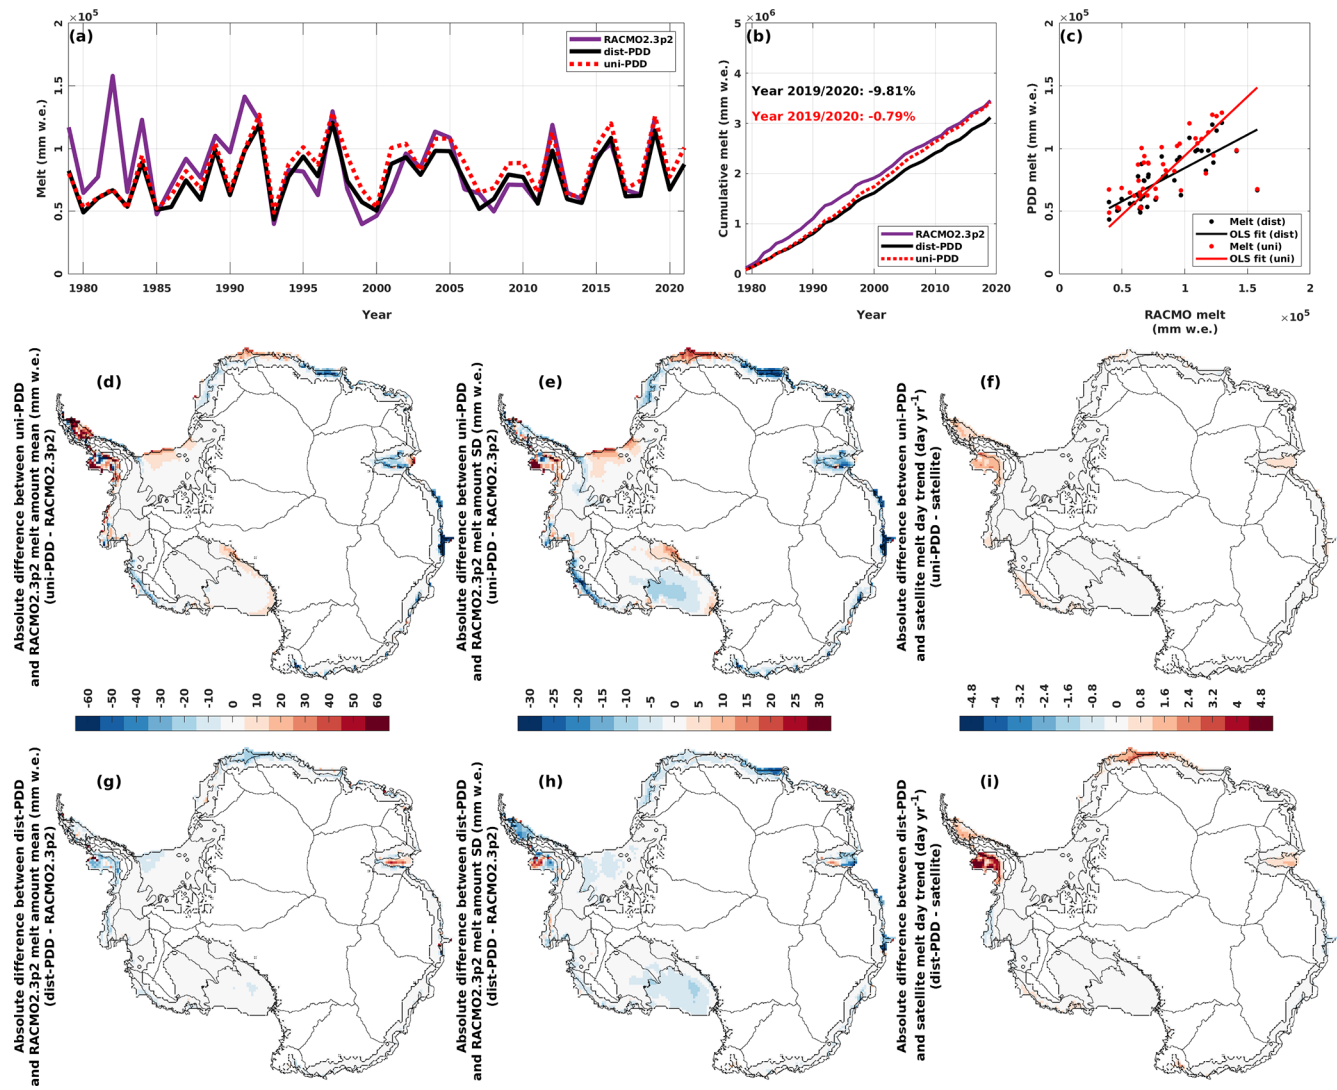 ×10⁵
2
1.5
1
0.5
0
Melt (mm w.e.)
(a)
RACMO2.3p2
dist-PDD
uni-PDD
1980
1985
1990
1995
2000
2005
2010
2015
2020
Year
×10⁶
5
4
3
2
1
0
Cumulative melt (mm w.e.)
(b)
Year 2019/2020: -9.81%
Year 2019/2020: -0.79%
RACMO2.3p2
dist-PDD
uni-PDD
1980
1990
2000
2010
2020
Year
×10⁵
2
1.5
1
0.5
0
PDD melt (mm w.e.)
(c)
Melt (dist)
OLS fit (dist)
Melt (uni)
OLS fit (uni)
0
0.5
1
1.5
2
RACMO melt
(mm w.e.)
×10⁵
Absolute difference between uni-PDD
and RACMO2.3p2 melt amount mean (mm w.e.)
(uni-PDD - RACMO2.3p2)
(d)
Absolute difference between uni-PDD
and RACMO2.3p2 melt amount SD (mm w.e.)
(uni-PDD - RACMO2.3p2)
(e)
Absolute difference between uni-PDD
and satellite melt day trend (day yr⁻¹)
(uni-PDD - satellite)
(f)
-60
-50
-40
-30
-20
-10
0
10
20
30
40
50
60
-30
-25
-20
-15
-10
-5
0
5
10
15
20
25
30
-4.8
-4
-3.2
-2.4
-1.6
-0.8
0
0.8
1.6
2.4
3.2
4
4.8
Absolute difference between dist-PDD
and RACMO2.3p2 melt amount mean (mm w.e.)
(dist-PDD - RACMO2.3p2)
(g)
Absolute difference between dist-PDD
and RACMO2.3p2 melt amount SD (mm w.e.)
(dist-PDD - RACMO2.3p2)
(h)
Absolute difference between dist-PDD
and satellite melt day trend (day yr⁻¹)
(dist-PDD - satellite)
(i)